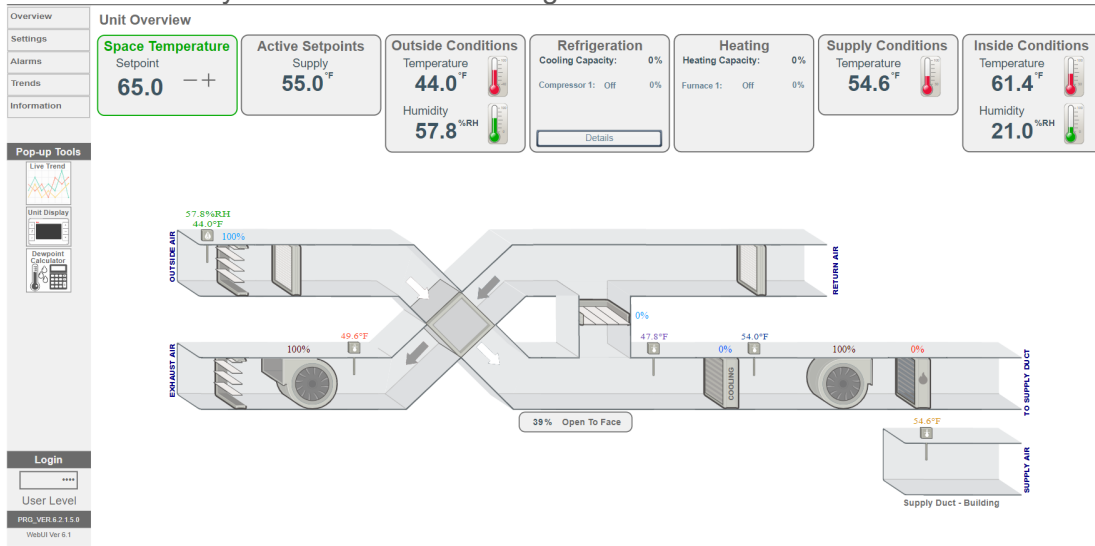 Overview
Settings
Alarms
Trends
Information
Pop-up Tools
Live Trend
Unit Display
Dewpoint
Calculator
Login
••••
User Level
PRG_VER.6.2.1.5.0
WebUI Ver 6.1
Unit Overview
Space Temperature
Setpoint
65.0
−+
Active Setpoints
Supply
55.0 °F
Outside Conditions
Temperature
44.0 °F
Humidity
57.8 %RH
Refrigeration
Cooling Capacity: 0%
Compressor 1: Off 0%
Details
Heating
Heating Capacity: 0%
Furnace 1: Off 0%
Supply Conditions
Temperature
54.6 °F
Inside Conditions
Temperature
61.4 °F
Humidity
21.0 %RH
57.8%RH
44.0°F
100%
OUTSIDE AIR
RETURN AIR
0%
EXHAUST AIR
100%
49.6°F
47.8°F
0%
COOLING
54.0°F
100%
0%
TO SUPPLY DUCT
39% Open To Face
54.6°F
SUPPLY AIR
Supply Duct - Building